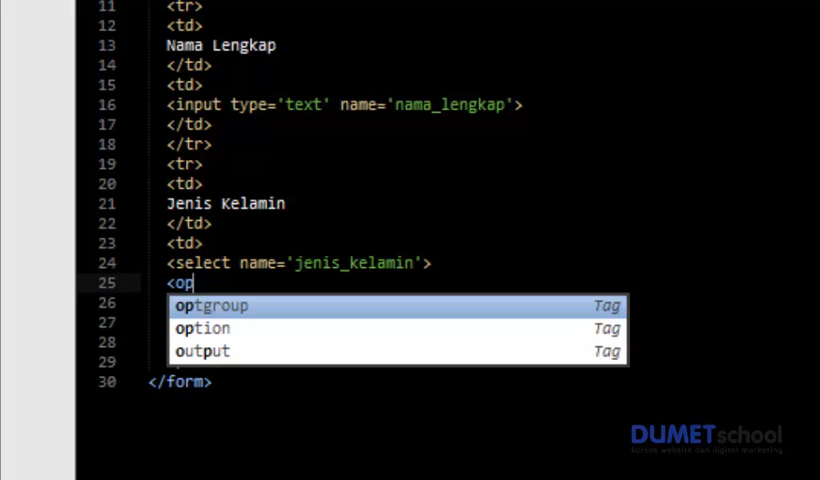 11 <tr>
12 <td>
13 Nama Lengkap
14 </td>
15 <td>
16 <input type='text' name='nama_lengkap'>
17 </td>
18 </tr>
19 <tr>
20 <td>
21 Jenis Kelamin
22 </td>
23 <td>
24 <select name='jenis_kelamin'>
25 <op
26 optgroup Tag
27 option Tag
28 output Tag
29
30 </form>
DUMETschool
kursus website dan digital marketing